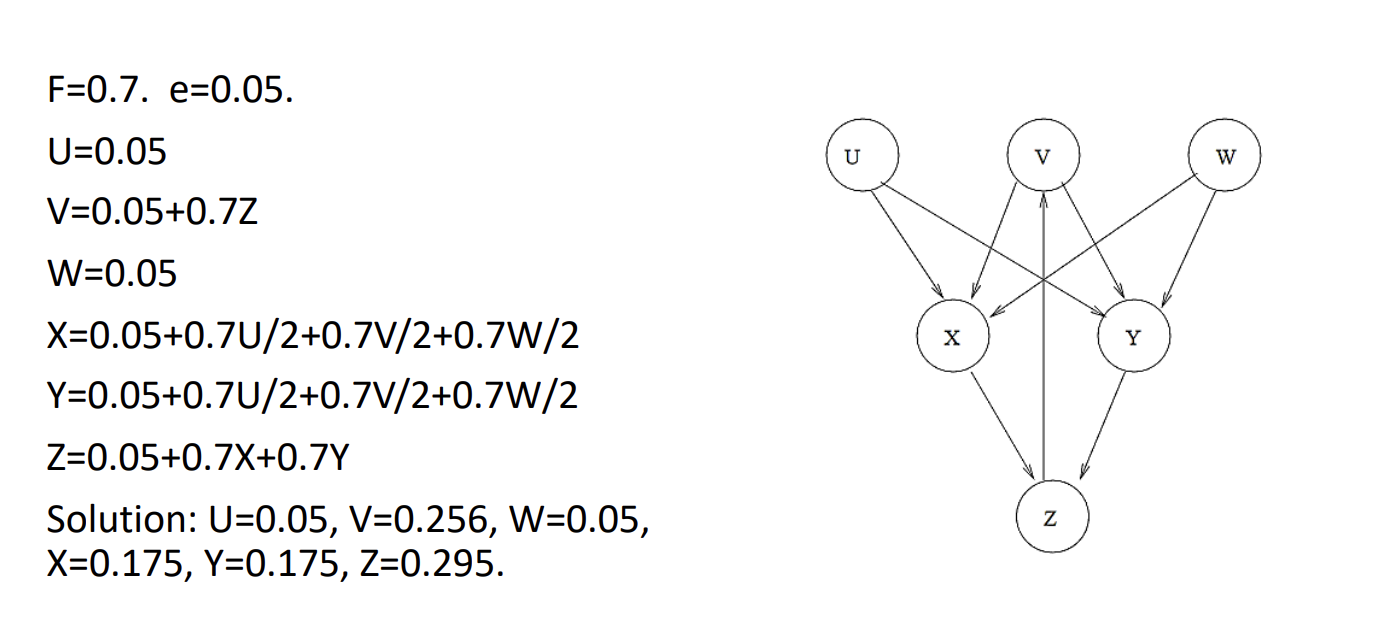 F=0.7.  e=0.05.
U=0.05
V=0.05+0.7Z
W=0.05
X=0.05+0.7U/2+0.7V/2+0.7W/2
Y=0.05+0.7U/2+0.7V/2+0.7W/2
Z=0.05+0.7X+0.7Y
Solution: U=0.05, V=0.256, W=0.05,
X=0.175, Y=0.175, Z=0.295.
U V W
X Y
Z